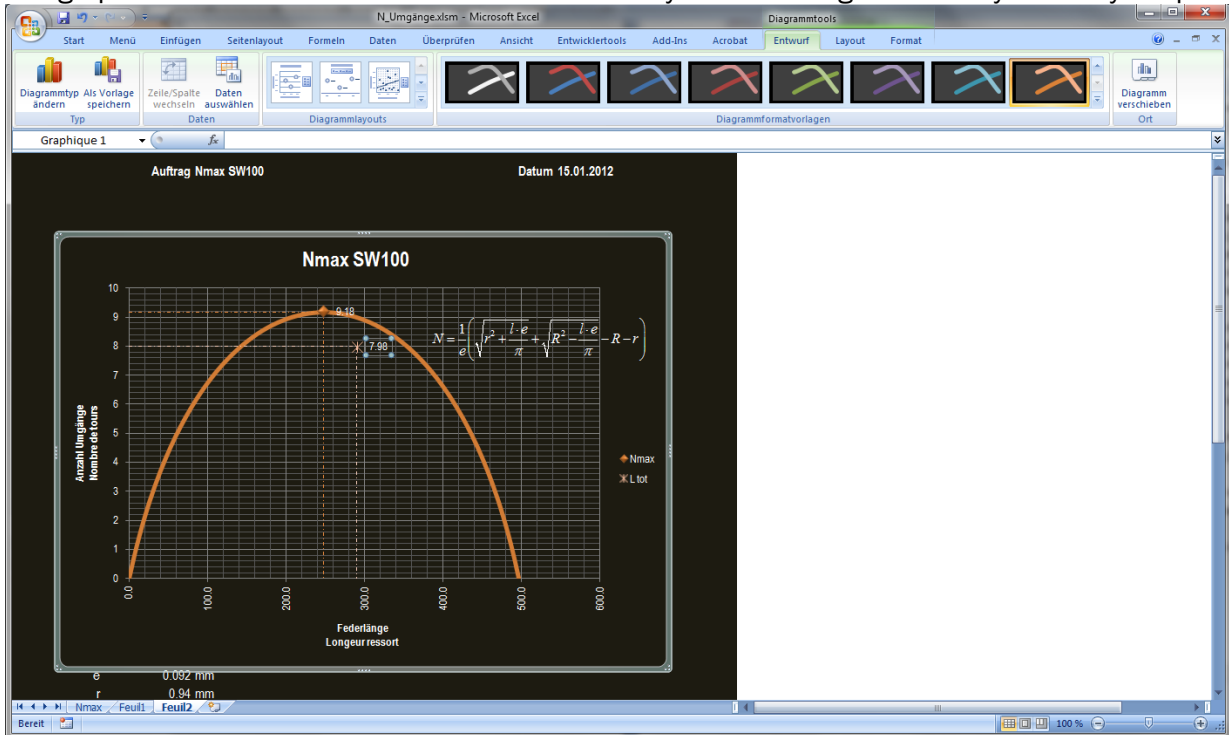 N_Umgänge.xlsm - Microsoft Excel
Diagrammtools
Start Menü Einfügen Seitenlayout Formeln Daten Überprüfen Ansicht Entwicklertools Add-Ins Acrobat Entwurf Layout Format
Diagrammtyp ändern
Als Vorlage speichern
Zeile/Spalte wechseln
Daten auswählen
Diagramm verschieben
Typ Daten Diagrammlayouts Diagrammformatvorlagen Ort
Graphique 1
fx
Auftrag Nmax SW100 Datum 15.01.2012
Nmax SW100
10
9
8
7
6
5
4
3
2
1
0
9.18
7.98
N = 1/e ( √(r² + l·e/π) + √(R² − l·e/π) − R − r )
Anzahl Umgänge
Nombre de tours
Nmax
L tot
0.0 100.0 200.0 300.0 400.0 500.0 600.0
Federlänge
Longeur ressort
e 0.092 mm
r 0.94 mm
Nmax Feuil1 Feuil2
Bereit 100 %